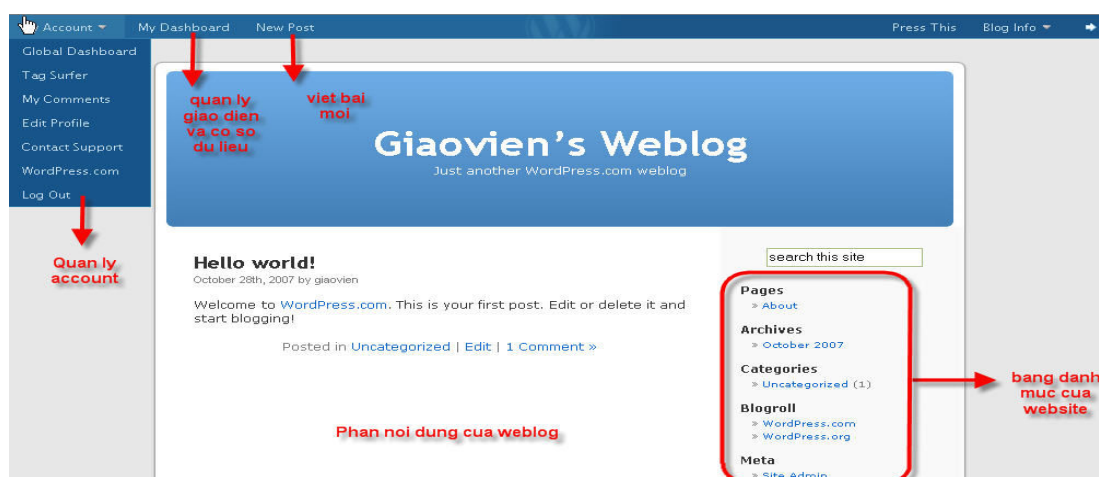 My Account My Dashboard New Post Press This Blog Info
Global Dashboard
Tag Surfer
My Comments
Edit Profile
Contact Support
WordPress.com
Log Out
Quan ly
account
quan ly
giao dien
va co so
du lieu
viet bai
moi
Giaovien's Weblog
Just another WordPress.com weblog
Hello world!
October 28th, 2007 by giaovien
Welcome to WordPress.com. This is your first post. Edit or delete it and
start blogging!
Posted in Uncategorized | Edit | 1 Comment »
Phan noi dung cua weblog
search this site
Pages
» About
Archives
» October 2007
Categories
» Uncategorized (1)
Blogroll
» WordPress.com
» WordPress.org
Meta
» Site Admin
bang danh
muc cua
website